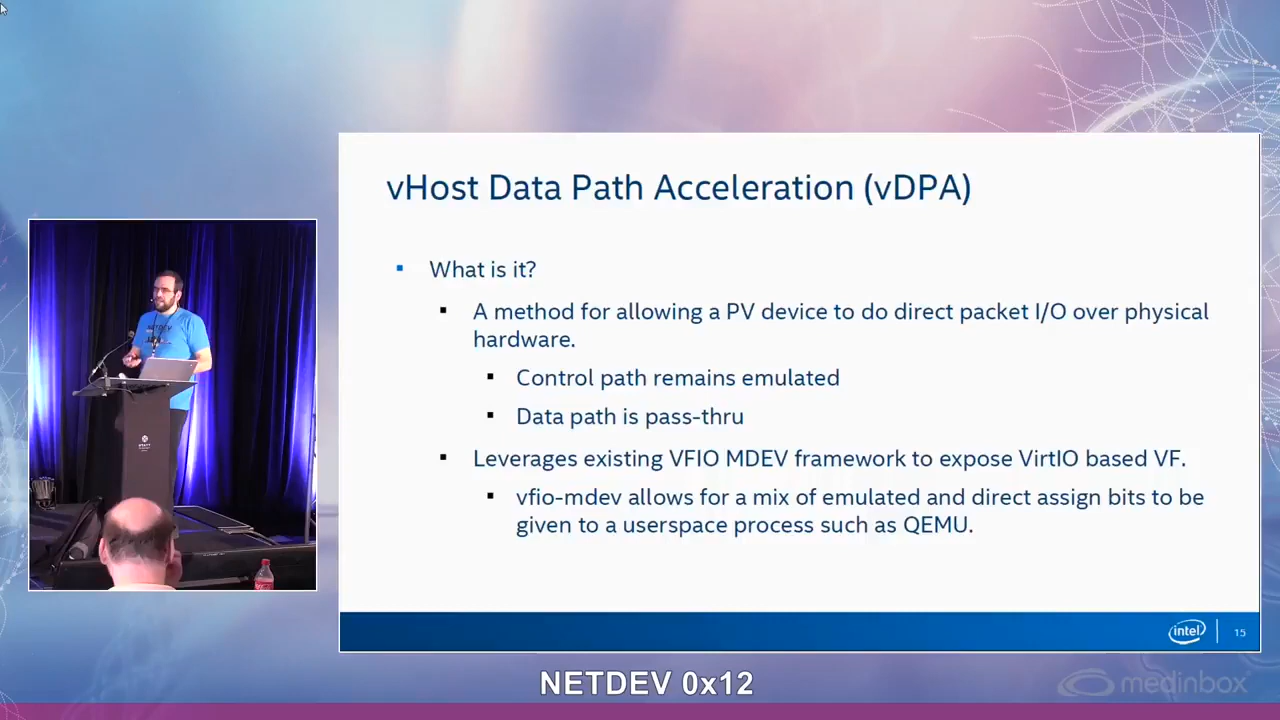 vHost Data Path Acceleration (vDPA)
What is it?
A method for allowing a PV device to do direct packet I/O over physical
hardware.
Control path remains emulated
Data path is pass-thru
Leverages existing VFIO MDEV framework to expose VirtIO based VF.
vfio-mdev allows for a mix of emulated and direct assign bits to be
given to a userspace process such as QEMU.
intel
15
NETDEV
NETDEV 0x12
medinbox